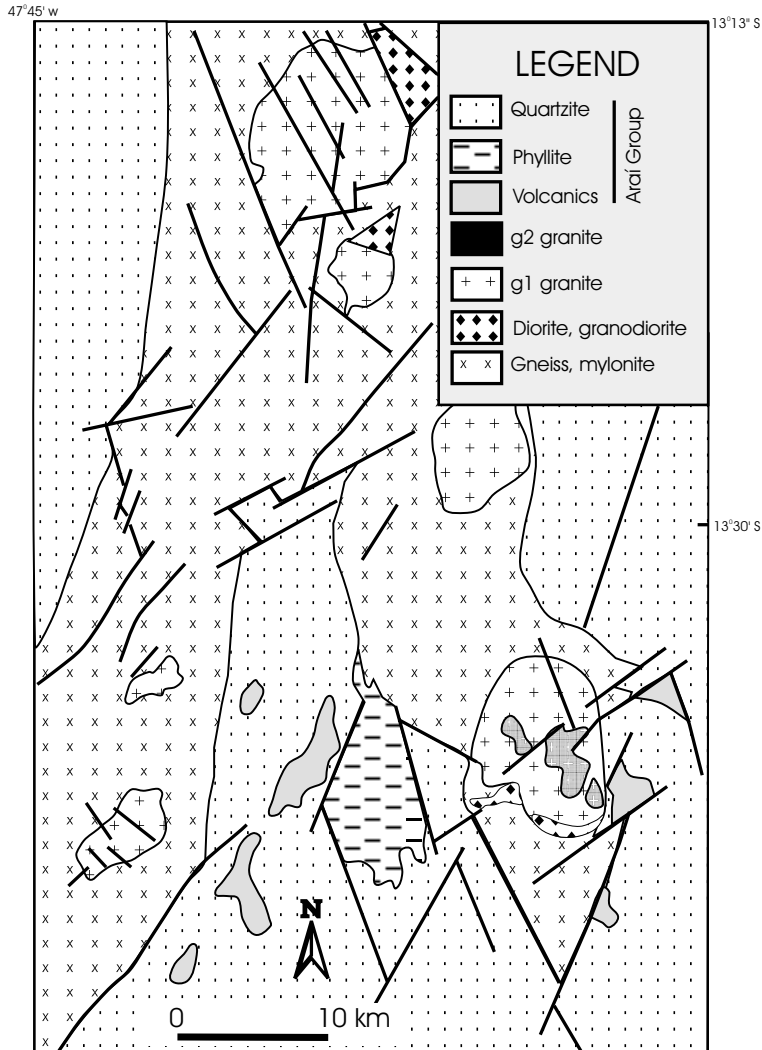 47°45' w
13°13" S
LEGEND
Quartzite
Phyllite
Volcanics
Araí Group
g2 granite
g1 granite
Diorite, granodiorite
Gneiss, mylonite
13°30' S
N
0 10 km